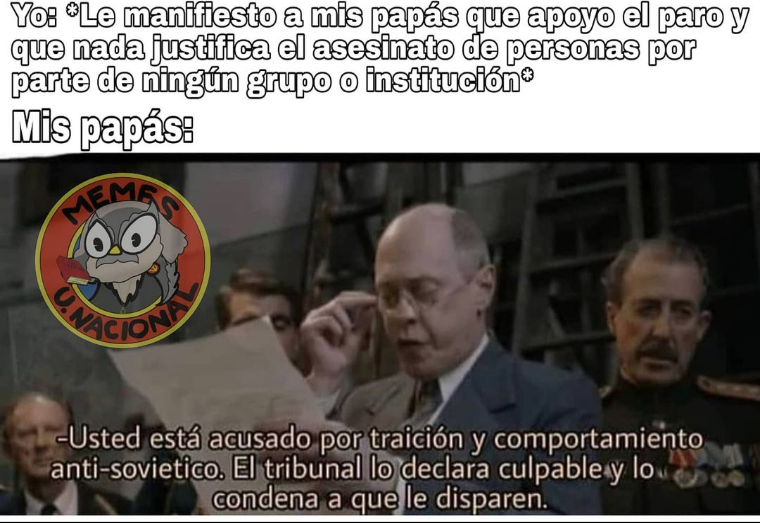 Yo: *Le manifiesto a mis papás que apoyo el paro y
que nada justifica el asesinato de personas por
parte de ningún grupo o institución*
Mis papás:
MEMES
U. NACIONAL
-Usted está acusado por traición y comportamiento
anti-sovietico. El tribunal lo declara culpable y lo
condena a que le disparen.